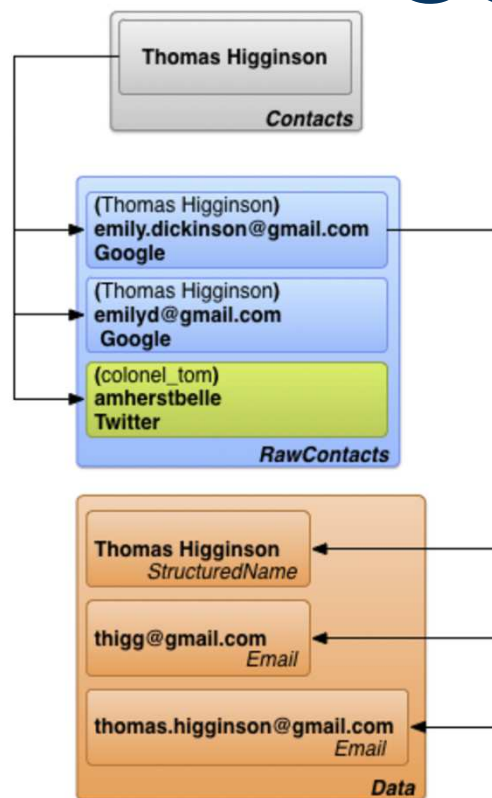 Thomas Higginson
Contacts
(Thomas Higginson)
emily.dickinson@gmail.com
Google
(Thomas Higginson)
emilyd@gmail.com
Google
(colonel_tom)
amherstbelle
Twitter
RawContacts
Thomas Higginson
StructuredName
thigg@gmail.com
Email
thomas.higginson@gmail.com
Email
Data